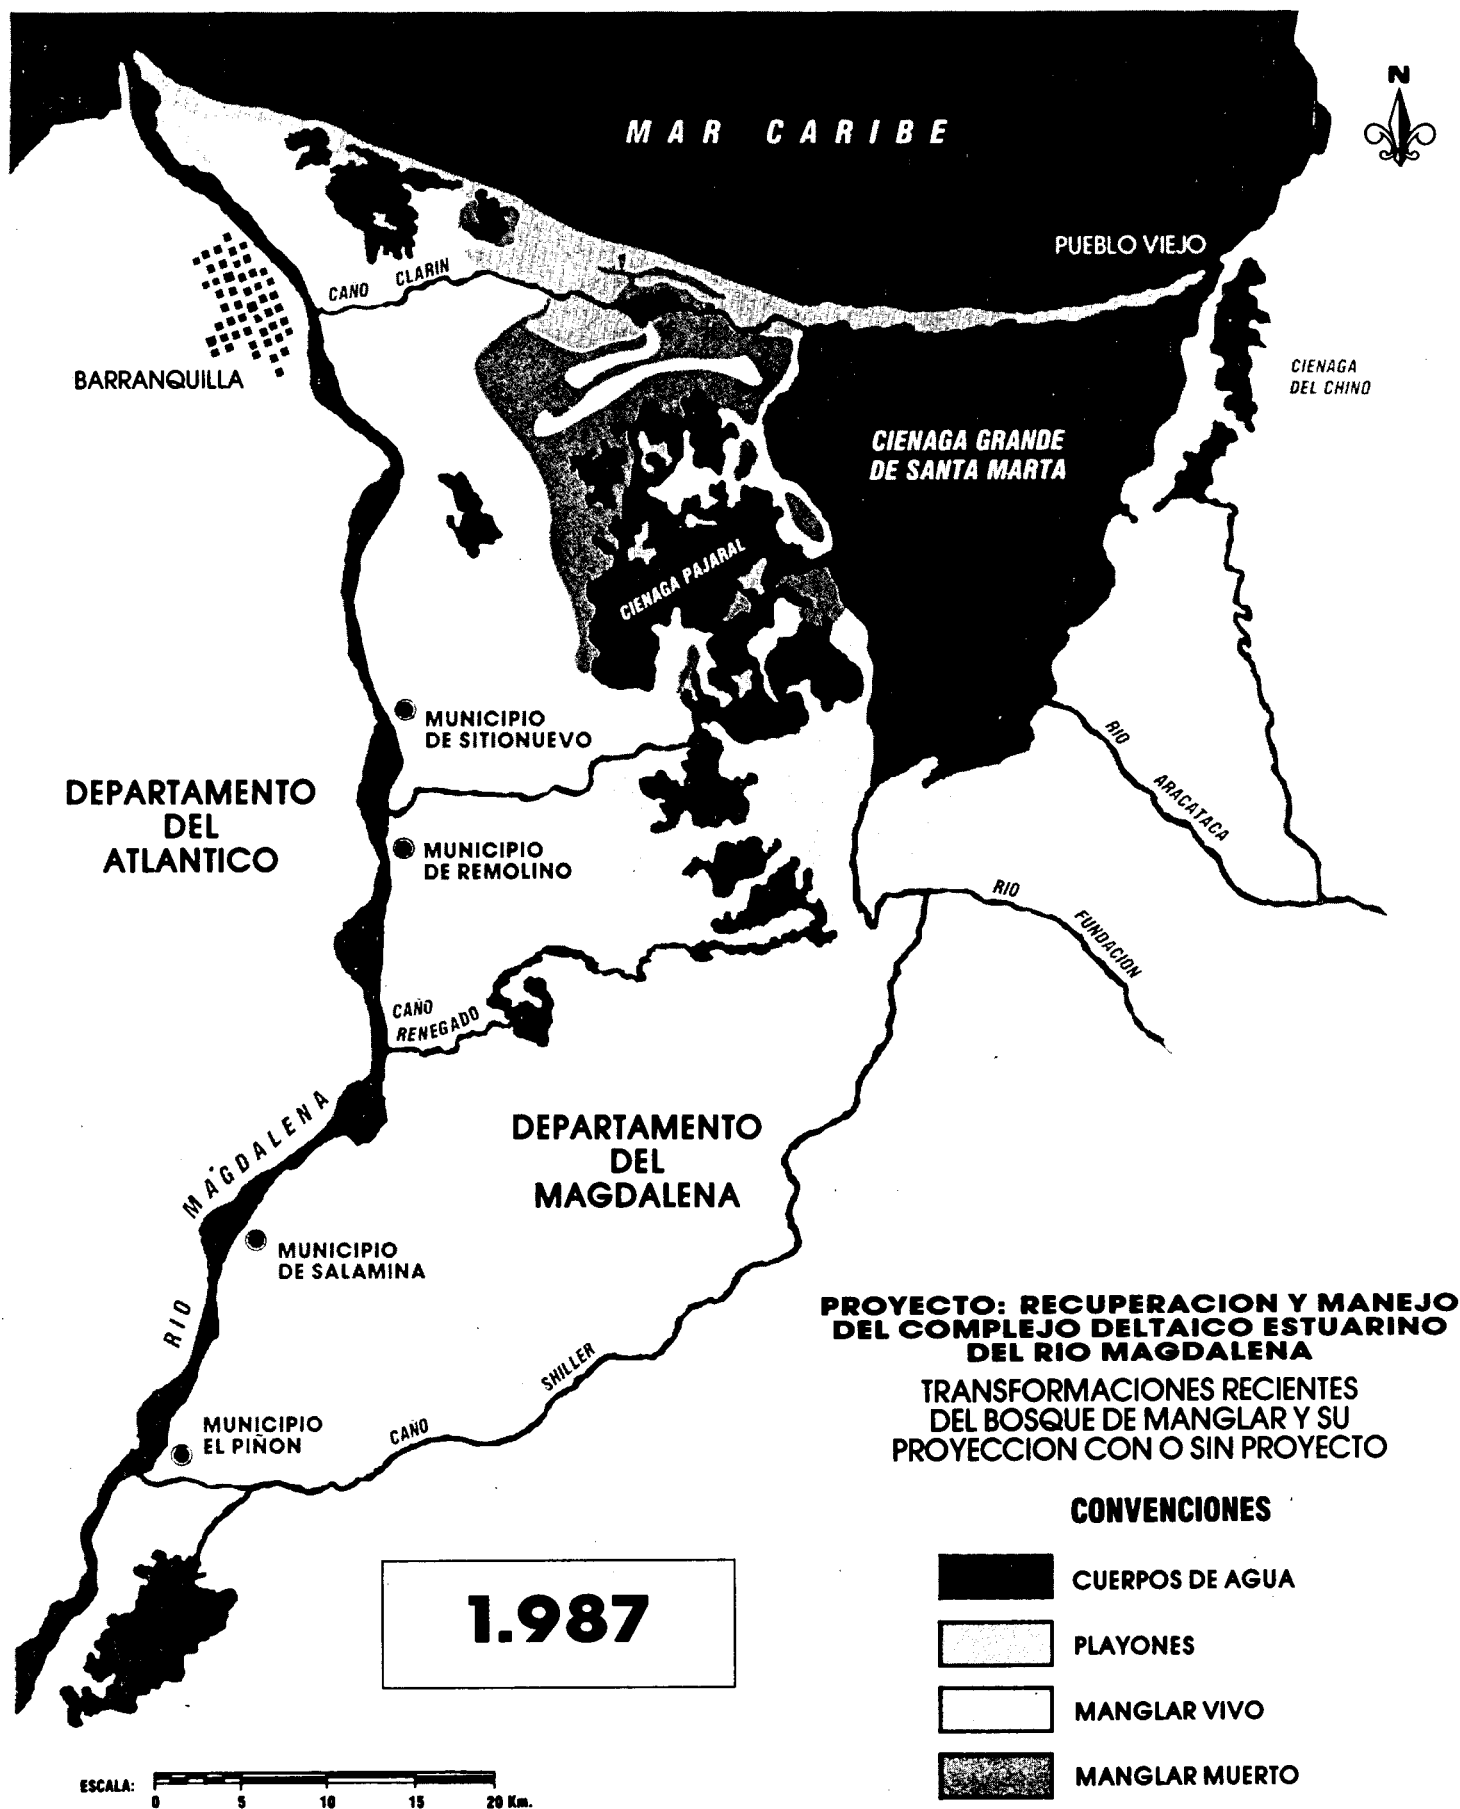 N
MAR CARIBE
PUEBLO VIEJO
CAÑO CLARIN
BARRANQUILLA
CIENAGA
DEL CHINO
CIENAGA GRANDE
DE SANTA MARTA
CIENAGA PAJARAL
MUNICIPIO
DE SITIONUEVO
RIO ARACATACA
DEPARTAMENTO
DEL
ATLANTICO
MUNICIPIO
DE REMOLINO
RIO FUNDACION
CAÑO
RENEGADO
RIO MAGDALENA
DEPARTAMENTO
DEL
MAGDALENA
MUNICIPIO
DE SALAMINA
CAÑO SHILLER
MUNICIPIO
EL PIÑON
PROYECTO: RECUPERACION Y MANEJO
DEL COMPLEJO DELTAICO ESTUARINO
DEL RIO MAGDALENA
TRANSFORMACIONES RECIENTES
DEL BOSQUE DE MANGLAR Y SU
PROYECCION CON O SIN PROYECTO
CONVENCIONES
CUERPOS DE AGUA
PLAYONES
MANGLAR VIVO
MANGLAR MUERTO
1.987
ESCALA:
0 5 10 15 20 Km.